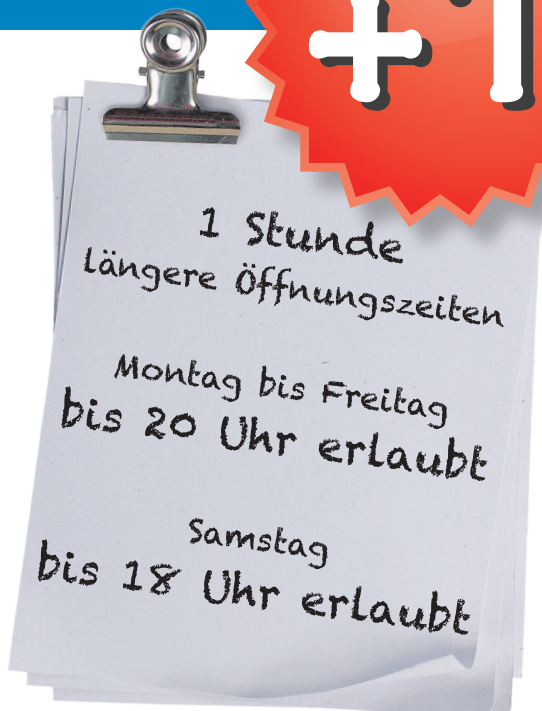 +1
1 Stunde
Längere Öffnungszeiten
Montag bis Freitag
bis 20 Uhr erlaubt
Samstag
bis 18 Uhr erlaubt